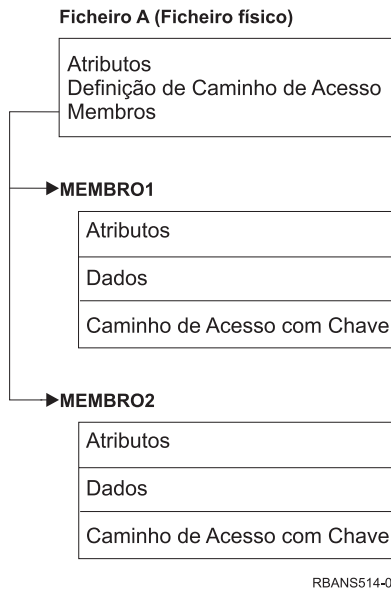 Ficheiro A (Ficheiro físico)
Atributos
Definição de Caminho de Acesso
Membros
MEMBRO1
Atributos
Dados
Caminho de Acesso com Chave
MEMBRO2
Atributos
Dados
Caminho de Acesso com Chave
RBANS514-0